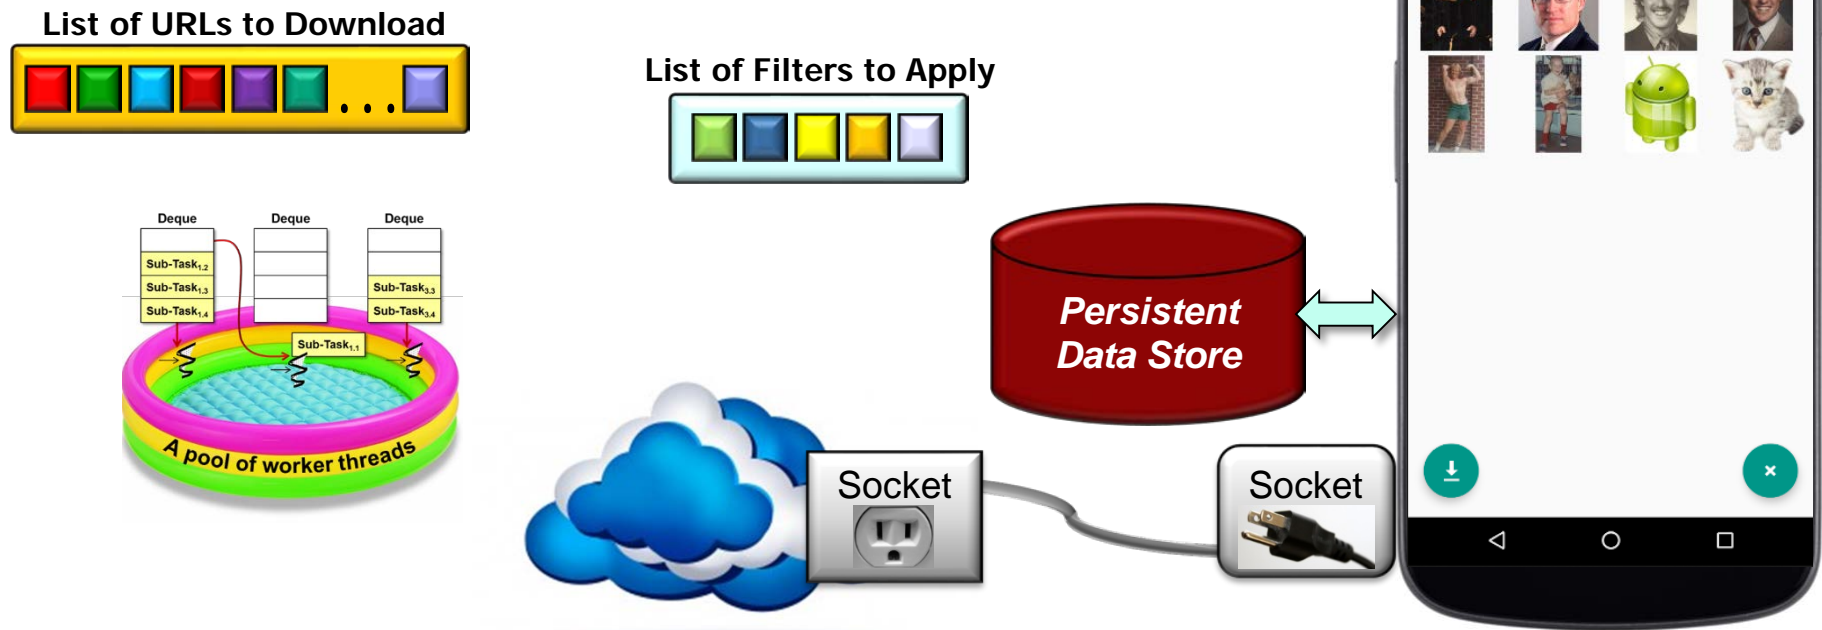 List of URLs to Download
. . .
List of Filters to Apply
Deque
Deque
Deque
Sub-Task1.2
Sub-Task1.3
Sub-Task1.4
Sub-Task3.3
Sub-Task3.4
Sub-Task1.1
A pool of worker threads
Persistent
Data Store
Socket
Socket